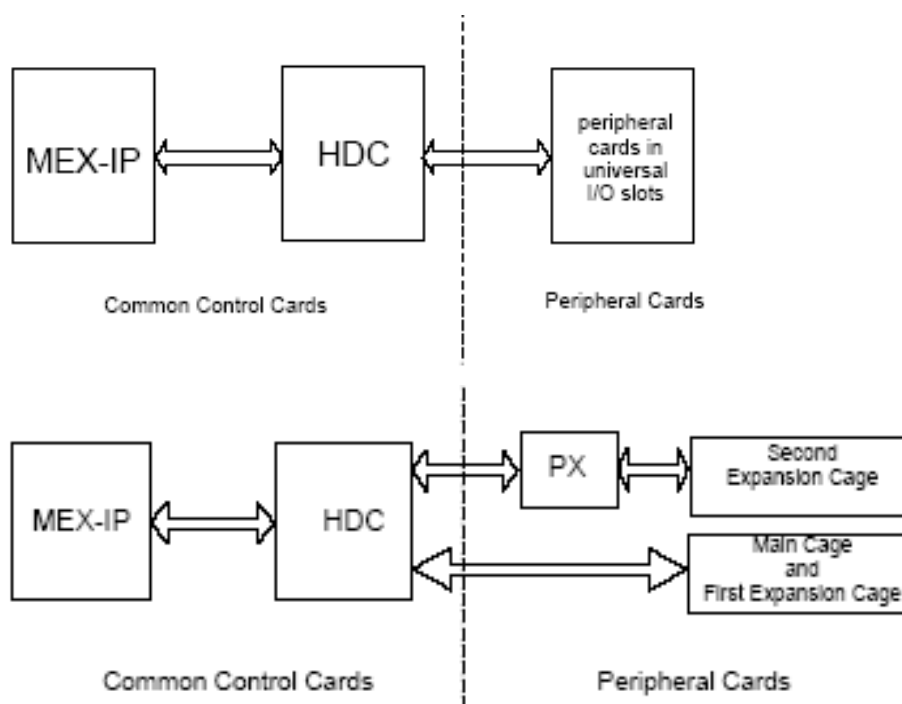 MEX-IP
HDC
peripheral
cards in
universal
I/O slots
Common Control Cards
Peripheral Cards
MEX-IP
HDC
PX
Second
Expansion Cage
Main Cage
and
First Expansion Cage
Common Control Cards
Peripheral Cards